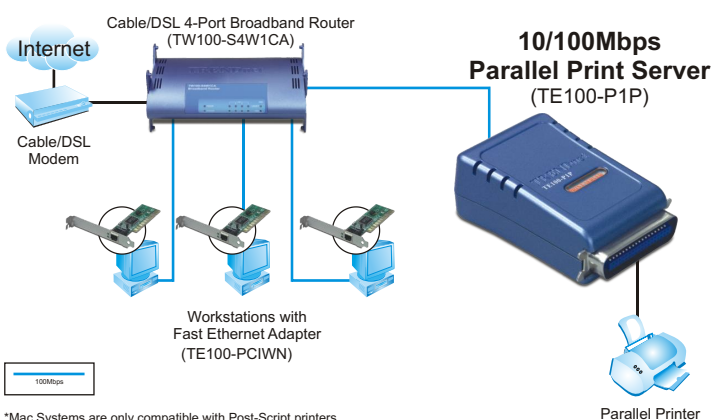 Cable/DSL 4-Port Broadband Router
(TW100-S4W1CA)
Internet
10/100Mbps
Parallel Print Server
(TE100-P1P)
Cable/DSL
Modem
TE100-P1P
Workstations with
Fast Ethernet Adapter
(TE100-PCIWN)
100Mbps
Parallel Printer
*Mac Systems are only compatible with Post-Script printers